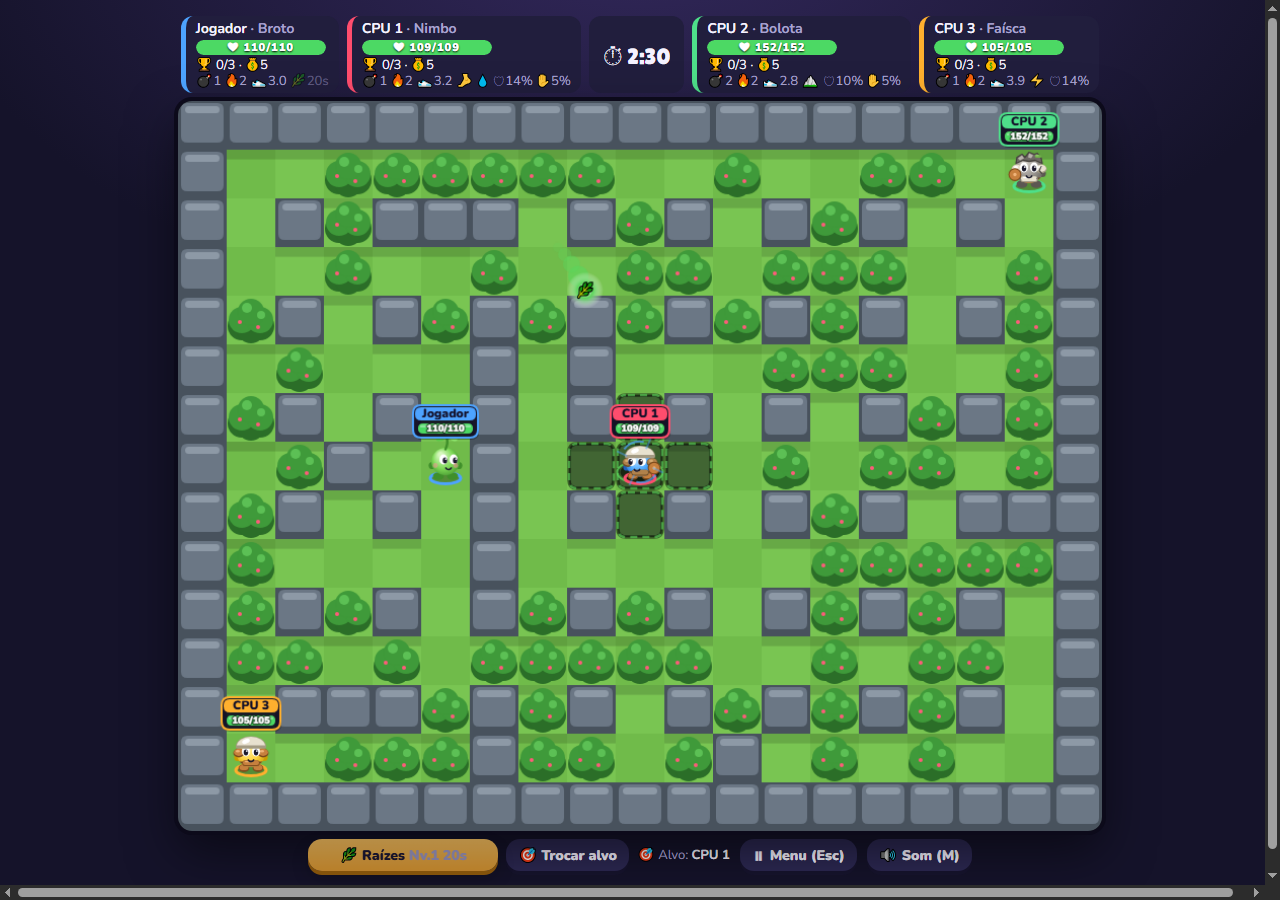 Jogador · Broto
110/110
0/3 · 5
1 2 3.0 20s
CPU 1 · Nimbo
109/109
0/3 · 5
1 2 3.2 14% 5%
2:30
CPU 2 · Bolota
152/152
0/3 · 5
2 2 2.8 10% 5%
CPU 3 · Faísca
105/105
0/3 · 5
1 2 3.9 14%
CPU 2
152/152
Jogador
110/110
CPU 1
109/109
CPU 3
105/105
Raízes Nv.1 20s
Trocar alvo
Alvo: CPU 1
Menu (Esc)
Som (M)